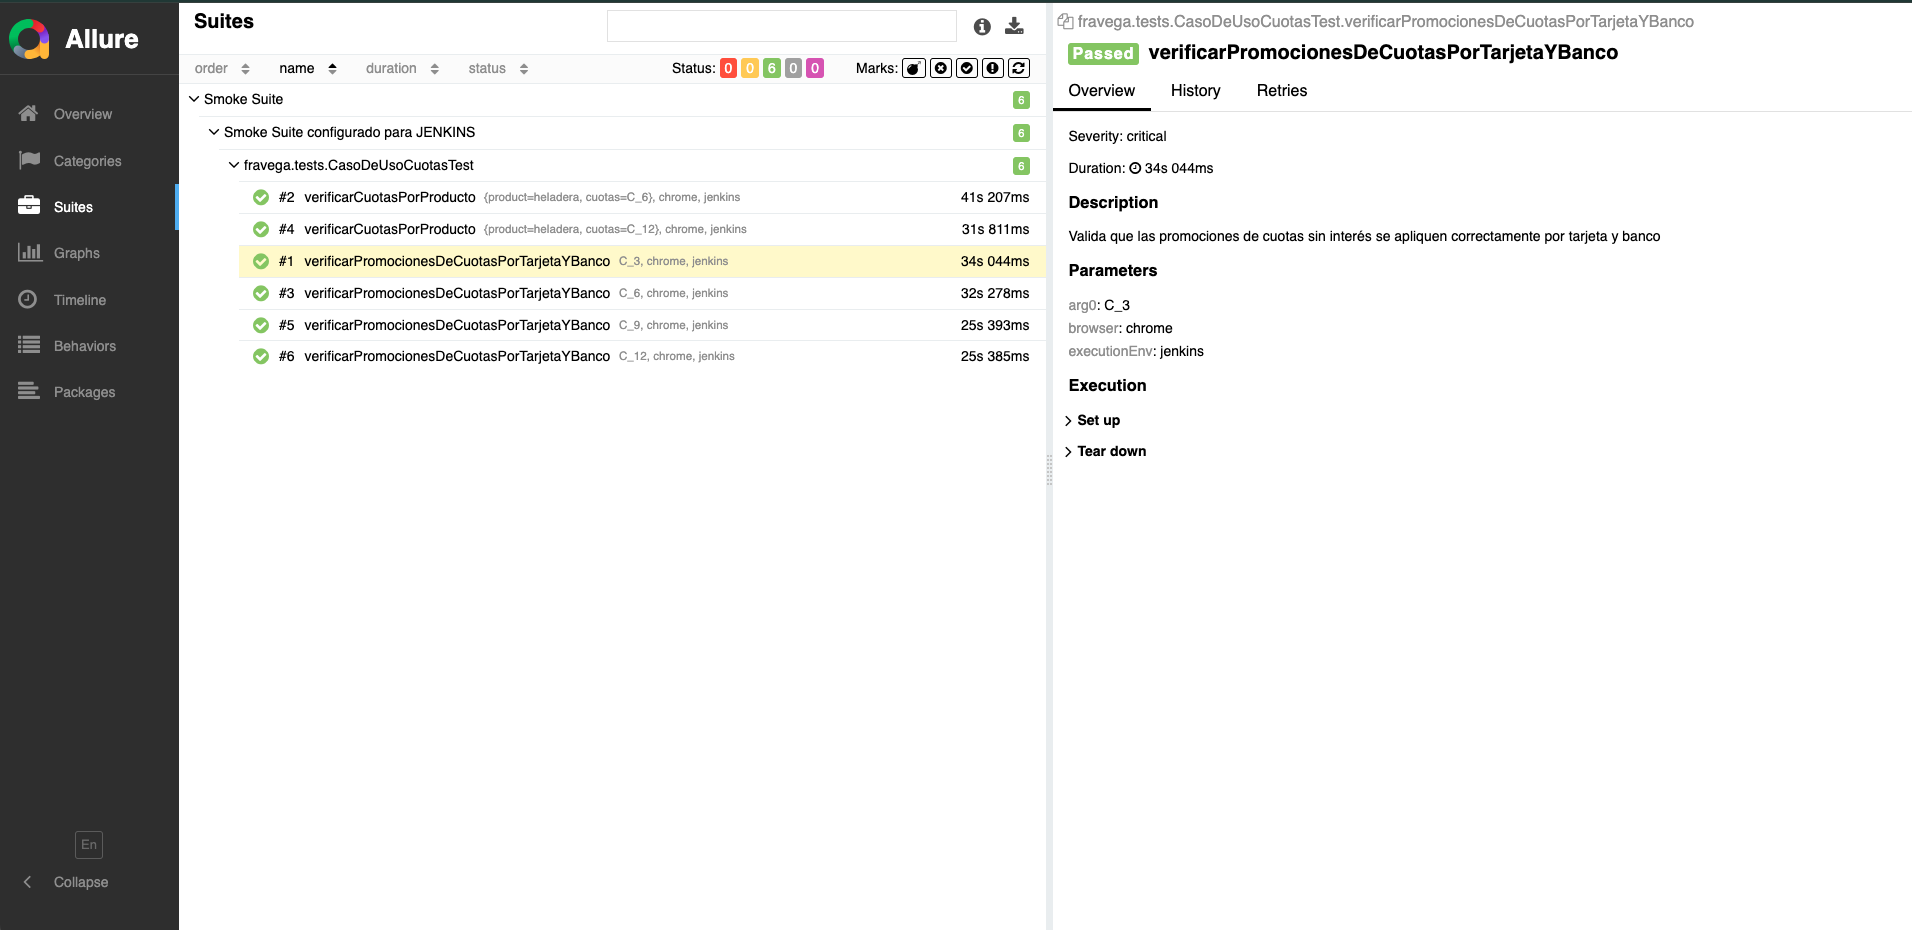 Allure
Overview
Categories
Suites
Graphs
Timeline
Behaviors
Packages
En
Collapse
Suites
order name duration status Status: 0 0 6 0 0 Marks:
Smoke Suite 6
Smoke Suite configurado para JENKINS 6
fravega.tests.CasoDeUsoCuotasTest 6
#2 verificarCuotasPorProducto {product=heladera, cuotas=C_6}, chrome, jenkins 41s 207ms
#4 verificarCuotasPorProducto {product=heladera, cuotas=C_12}, chrome, jenkins 31s 811ms
#1 verificarPromocionesDeCuotasPorTarjetaYBanco C_3, chrome, jenkins 34s 044ms
#3 verificarPromocionesDeCuotasPorTarjetaYBanco C_6, chrome, jenkins 32s 278ms
#5 verificarPromocionesDeCuotasPorTarjetaYBanco C_9, chrome, jenkins 25s 393ms
#6 verificarPromocionesDeCuotasPorTarjetaYBanco C_12, chrome, jenkins 25s 385ms
fravega.tests.CasoDeUsoCuotasTest.verificarPromocionesDeCuotasPorTarjetaYBanco
Passed verificarPromocionesDeCuotasPorTarjetaYBanco
Overview History Retries
Severity: critical
Duration: 34s 044ms
Description
Valida que las promociones de cuotas sin interés se apliquen correctamente por tarjeta y banco
Parameters
arg0: C_3
browser: chrome
executionEnv: jenkins
Execution
Set up
Tear down